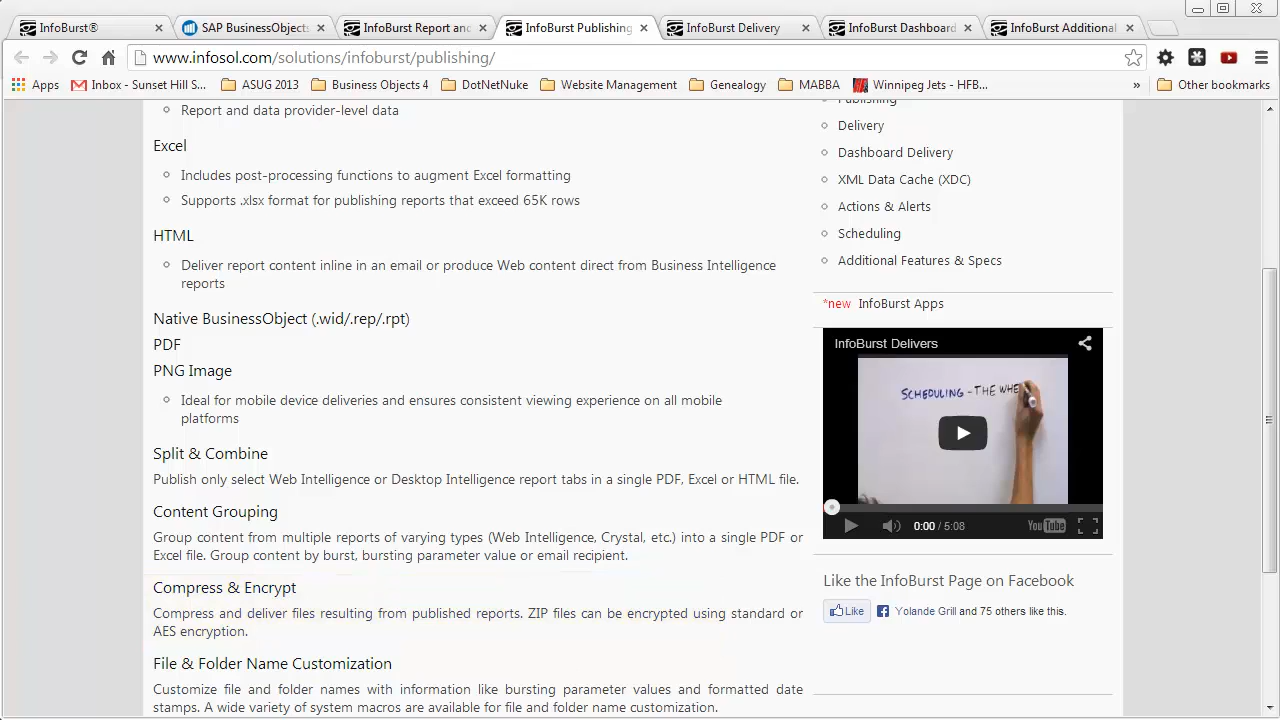 InfoBurst®
SAP BusinessObjects
InfoBurst Report and
InfoBurst Publishing
InfoBurst Delivery
InfoBurst Dashboard
InfoBurst Additional
www.infosol.com/solutions/infoburst/publishing/
Apps
Inbox - Sunset Hill S...
ASUG 2013
Business Objects 4
DotNetNuke
Website Management
Genealogy
MABBA
Winnipeg Jets - HFB...
»
Other bookmarks
Report and data provider-level data
Excel
Includes post-processing functions to augment Excel formatting
Supports .xlsx format for publishing reports that exceed 65K rows
HTML
Deliver report content inline in an email or produce Web content direct from Business Intelligence
reports
Native BusinessObject (.wid/.rep/.rpt)
PDF
PNG Image
Ideal for mobile device deliveries and ensures consistent viewing experience on all mobile
platforms
Split & Combine
Publish only select Web Intelligence or Desktop Intelligence report tabs in a single PDF, Excel or HTML file.
Content Grouping
Group content from multiple reports of varying types (Web Intelligence, Crystal, etc.) into a single PDF or
Excel file. Group content by burst, bursting parameter value or email recipient.
Compress & Encrypt
Compress and deliver files resulting from published reports. ZIP files can be encrypted using standard or
AES encryption.
File & Folder Name Customization
Customize file and folder names with information like bursting parameter values and formatted date
stamps. A wide variety of system macros are available for file and folder name customization.
Publishing
Delivery
Dashboard Delivery
XML Data Cache (XDC)
Actions & Alerts
Scheduling
Additional Features & Specs
*new InfoBurst Apps
InfoBurst Delivers
SCHEDULING - THE WHE
0:00 / 5:08
YouTube
Like the InfoBurst Page on Facebook
Like
Yolande Grill and 75 others like this.